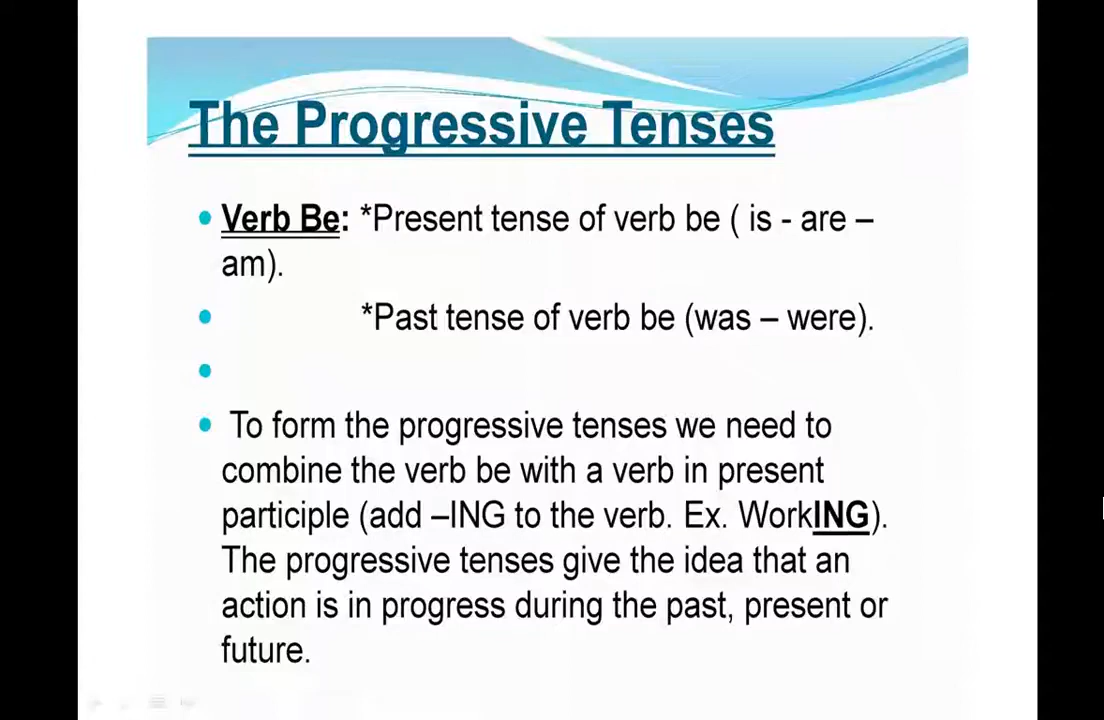 The Progressive Tenses
Verb Be: *Present tense of verb be ( is - are –
am).
*Past tense of verb be (was – were).
To form the progressive tenses we need to
combine the verb be with a verb in present
participle (add –ING to the verb. Ex. WorkING).
The progressive tenses give the idea that an
action is in progress during the past, present or
future.